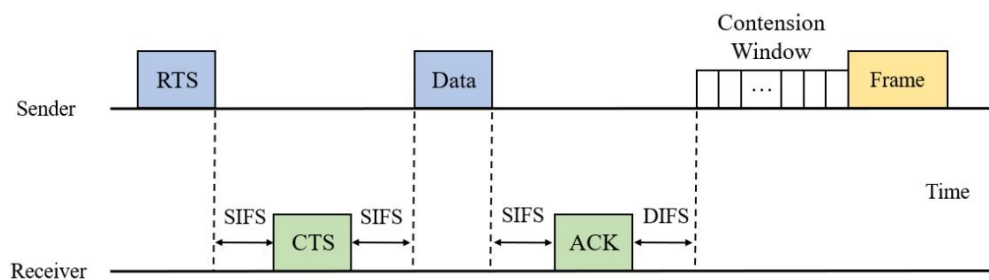 Contension
Window
RTS
Data
...
Frame
Sender
Time
SIFS
SIFS
SIFS
DIFS
CTS
ACK
Receiver